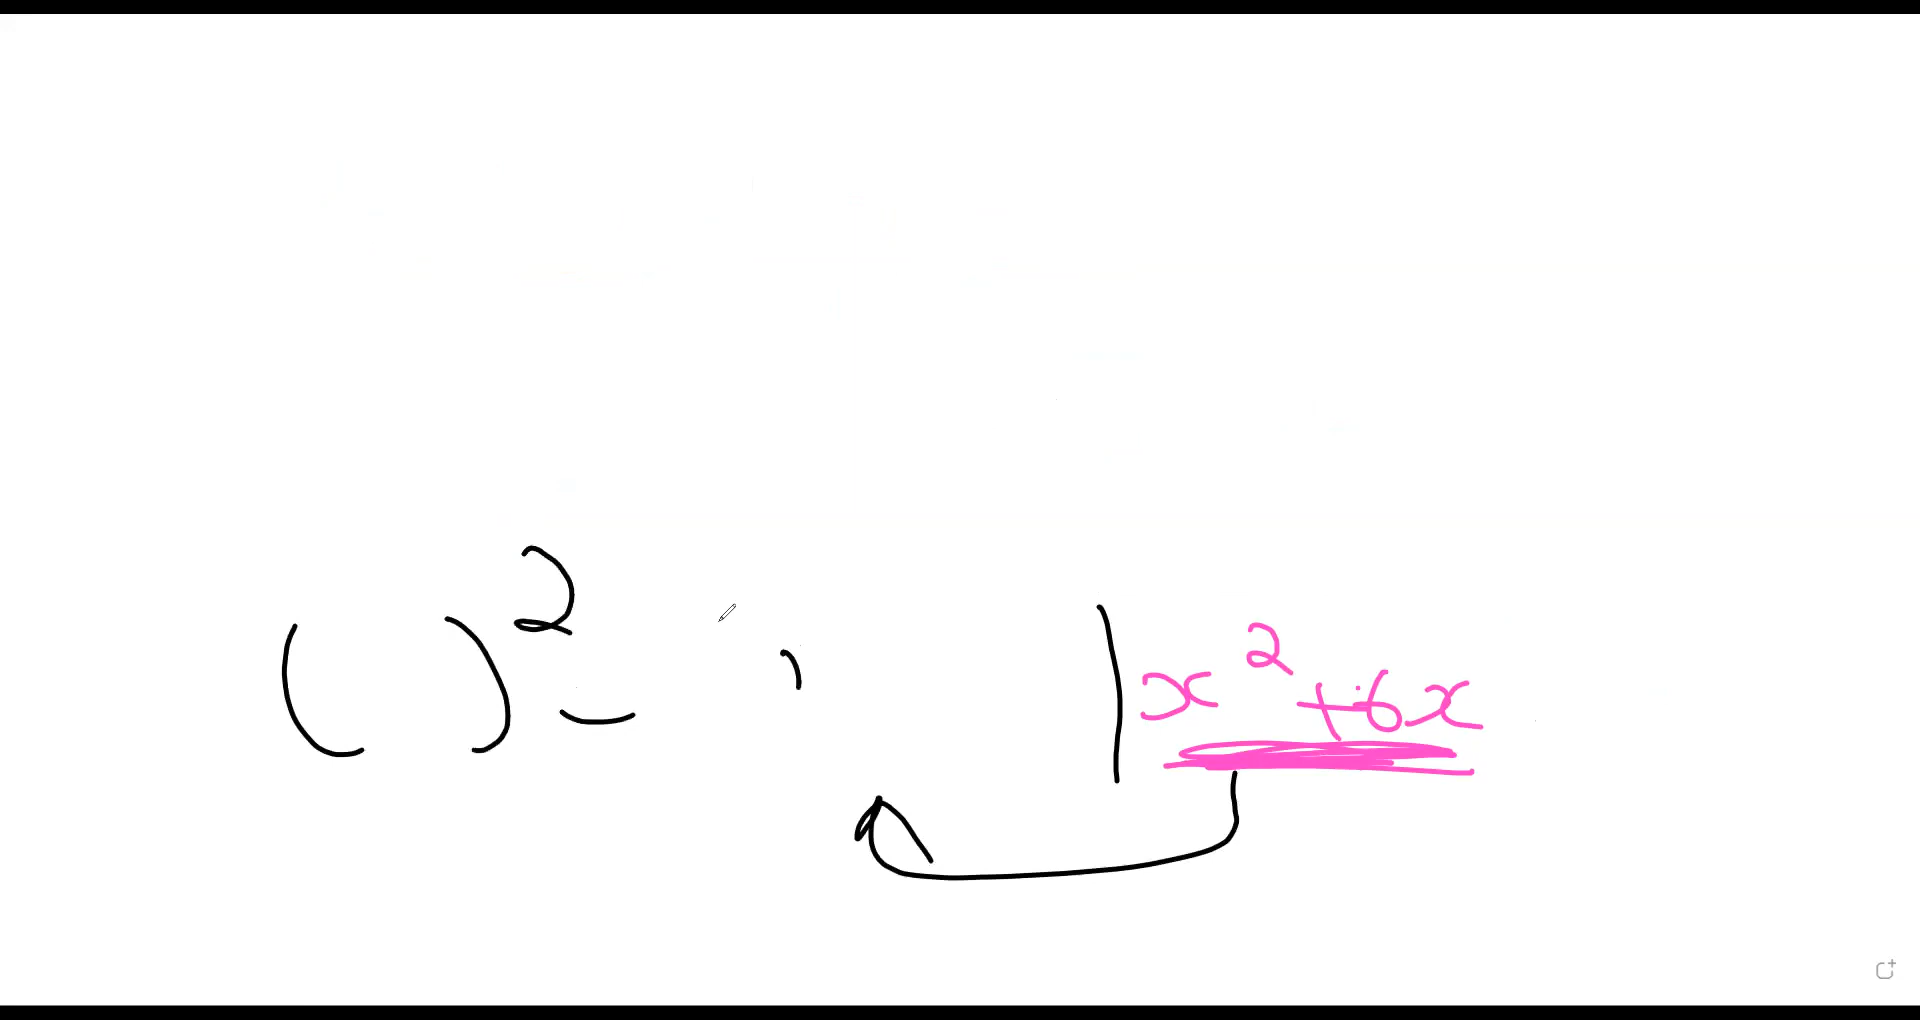 ( )² - | x² + 6x